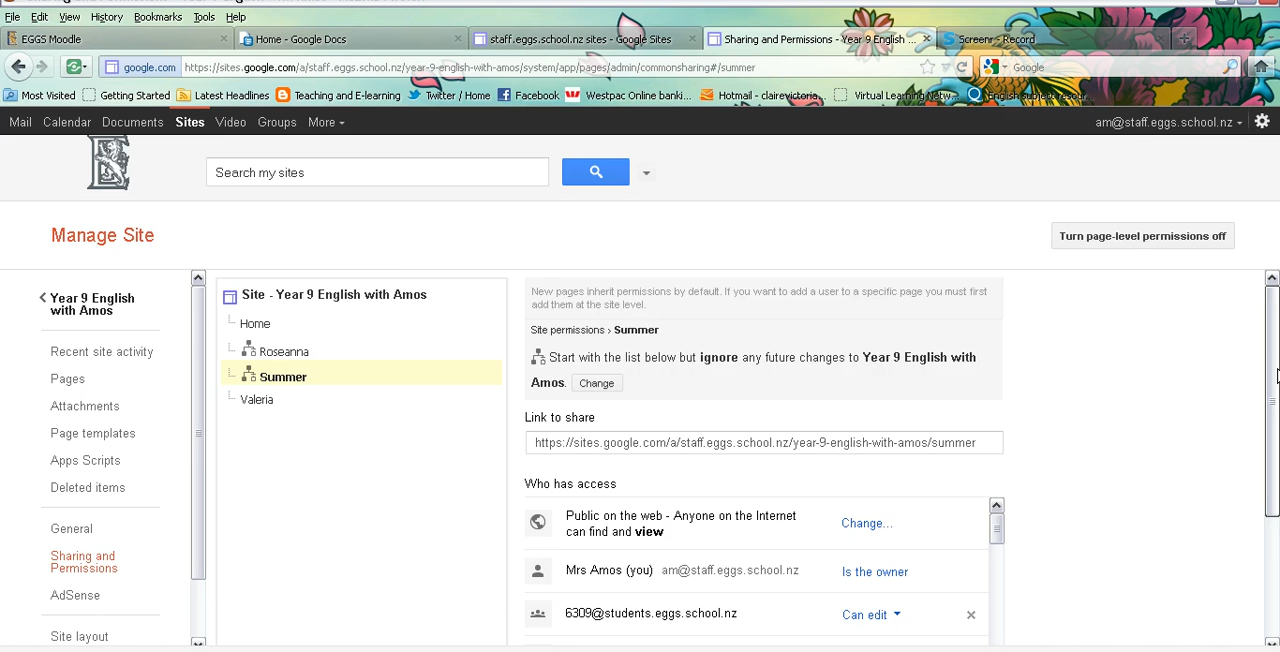 File Edit View History Bookmarks Tools Help
EGGS Moodle × Home - Google Docs × staff.eggs.school.nz sites - Google Sites × Sharing and Permissions - Year 9 English ... × Screenr - Record
google.com https://sites.google.com/a/staff.eggs.school.nz/year-9-english-with-amos/system/app/pages/admin/commonsharing#/summer Google
Most Visited Getting Started Latest Headlines Teaching and E-learning Twitter / Home Facebook Westpac Online banki... Hotmail - clairevictoria... Virtual Learning Netw... English subject resour...
Mail Calendar Documents Sites Video Groups More am@staff.eggs.school.nz
Search my sites
Manage Site
Turn page-level permissions off
Year 9 English
with Amos
Recent site activity
Pages
Attachments
Page templates
Apps Scripts
Deleted items
General
Sharing and
Permissions
AdSense
Site layout
Site - Year 9 English with Amos
Home
Roseanna
Summer
Valeria
New pages inherit permissions by default. If you want to add a user to a specific page you must first
add them at the site level.
Site permissions › Summer
Start with the list below but ignore any future changes to Year 9 English with
Amos. Change
Link to share
https://sites.google.com/a/staff.eggs.school.nz/year-9-english-with-amos/summer
Who has access
Public on the web - Anyone on the Internet
can find and view
Change...
Mrs Amos (you) am@staff.eggs.school.nz Is the owner
6309@students.eggs.school.nz Can edit ×